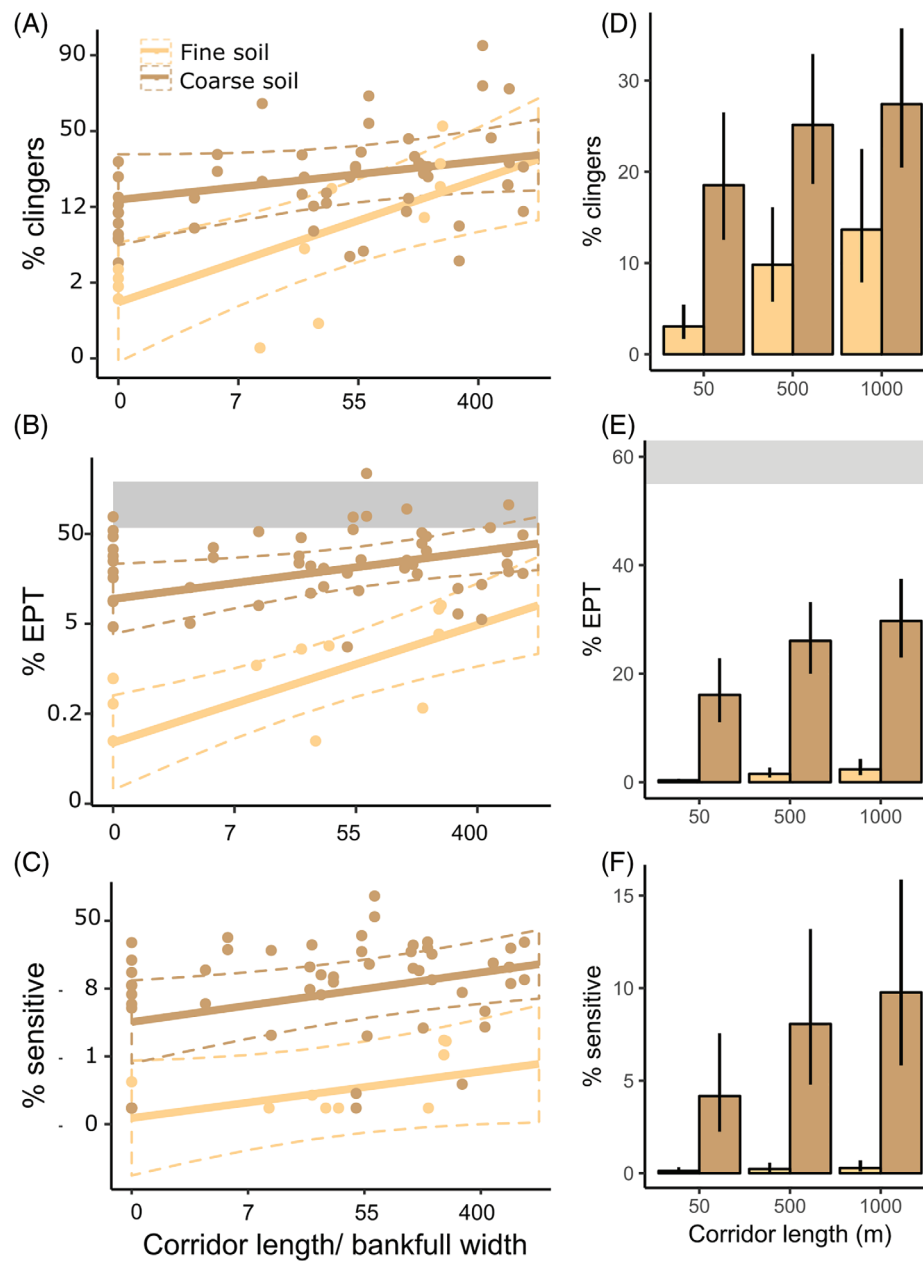 (A)
% clingers
90
50
12
2
0
Fine soil
Coarse soil
0 7 55 400
(D)
% clingers
30
20
10
0
50 500 1000
(B)
% EPT
50
5
0.2
0
0 7 55 400
(E)
% EPT
60
40
20
0
50 500 1000
(C)
% sensitive
50
8
1
0
0 7 55 400
Corridor length/ bankfull width
(F)
% sensitive
15
10
5
0
50 500 1000
Corridor length (m)